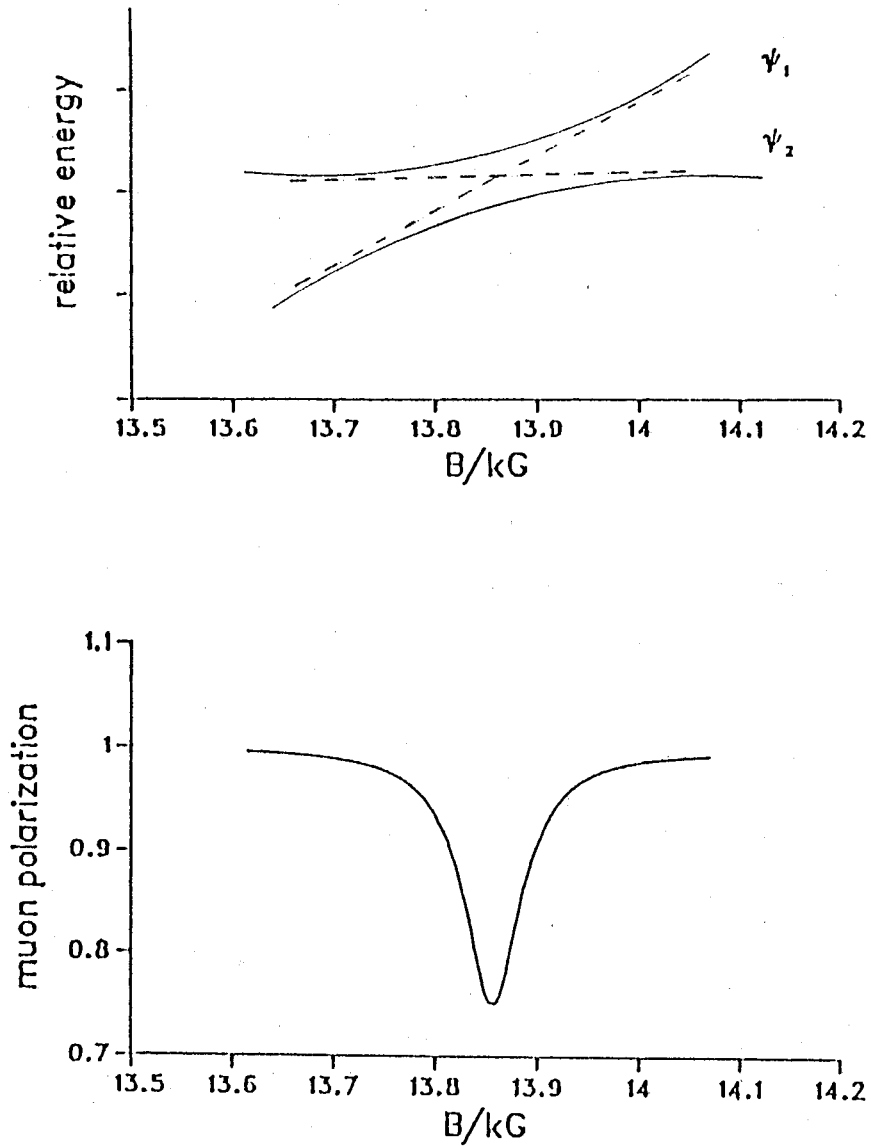 relative energy
ψ₁
ψ₂
13.5 13.6 13.7 13.8 13.9 14 14.1 14.2
B/kG
muon polarization
1.1
1
0.9
0.8
0.7
13.5 13.6 13.7 13.8 13.9 14 14.1 14.2
B/kG